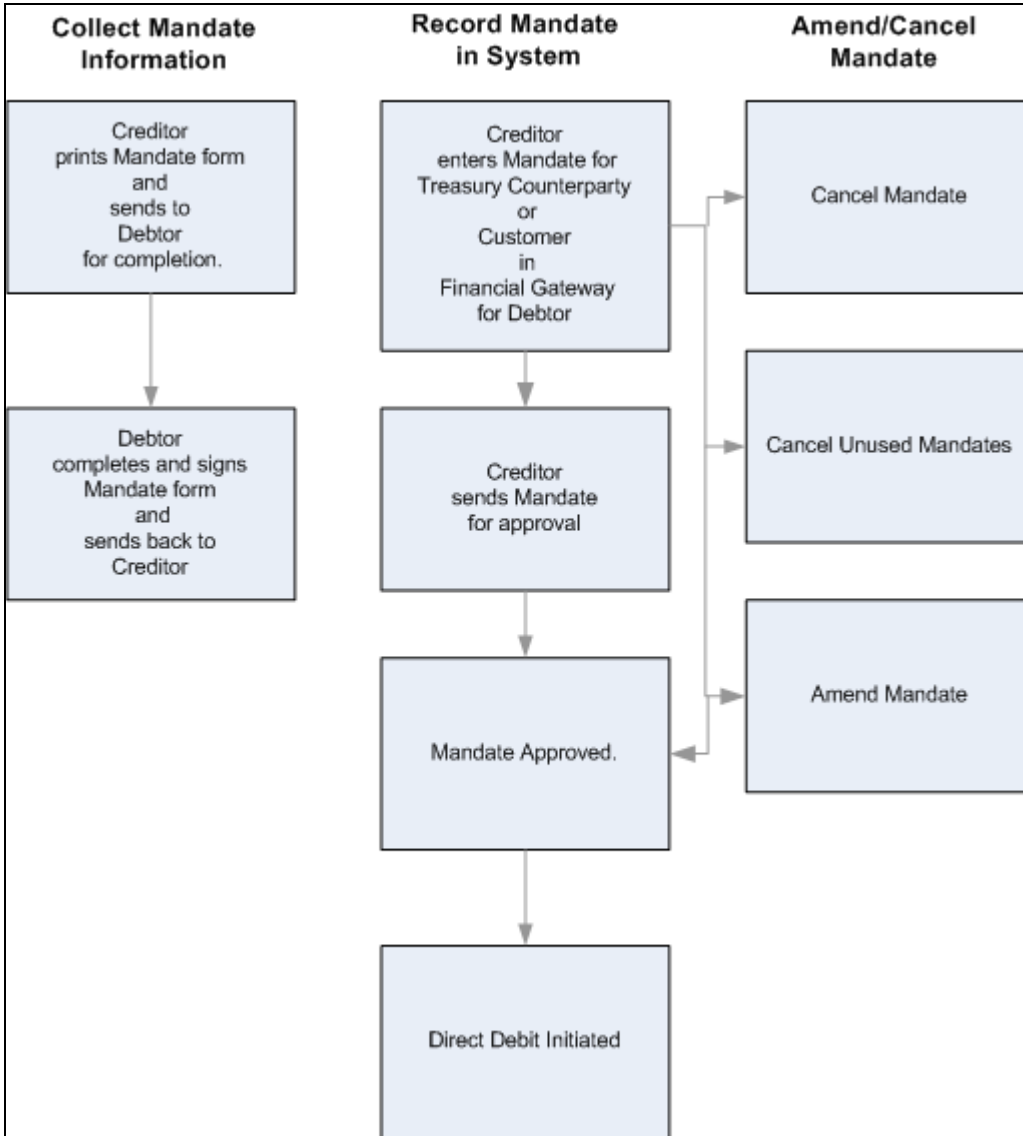 Collect Mandate
Information
Record Mandate
in System
Amend/Cancel
Mandate
Creditor
prints Mandate form
and
sends to
Debtor
for completion.
Debtor
completes and signs
Mandate form
and
sends back to
Creditor
Creditor
enters Mandate for
Treasury Counterparty
or
Customer
in
Financial Gateway
for Debtor
Creditor
sends Mandate
for approval
Mandate Approved.
Direct Debit Initiated
Cancel Mandate
Cancel Unused Mandates
Amend Mandate